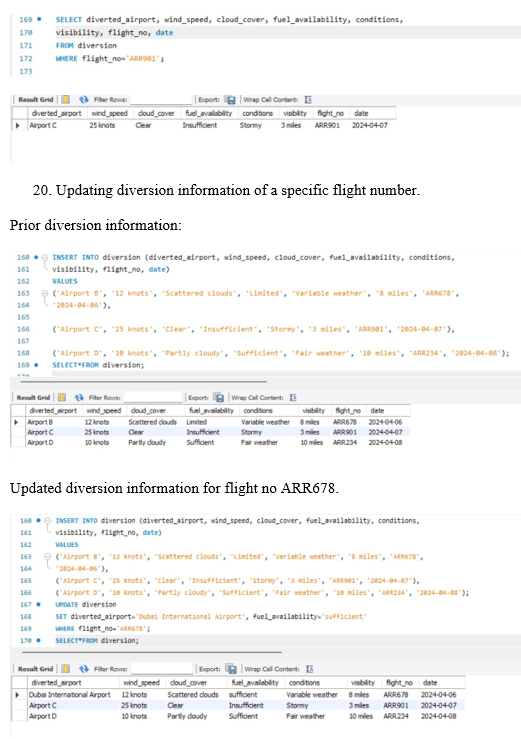 169 SELECT diverted_airport, wind_speed, cloud_cover, fuel_availability, conditions,
170 visibility, flight_no, date
171 FROM diversion
172 WHERE flight_no='ARR901';
173
Result Grid Filter Rows: Export: Wrap Cell Content:
diverted_airport wind_speed cloud_cover fuel_availability conditions visibility flight_no date
Airport C 25 knots Clear Insufficient Stormy 3 miles ARR901 2024-04-07
20. Updating diversion information of a specific flight number.
Prior diversion information:
160 INSERT INTO diversion (diverted_airport, wind_speed, cloud_cover, fuel_availability, conditions,
161 visibility, flight_no, date)
162 VALUES
163 ('Airport B', '12 knots', 'Scattered clouds', 'Limited', 'Variable weather', '8 miles', 'ARR678',
164 '2024-04-06'),
165
166 ('Airport C', '25 knots', 'Clear', 'Insufficient', 'Stormy', '3 miles', 'ARR901', '2024-04-07'),
167
168 ('Airport D', '10 knots', 'Partly cloudy', 'Sufficient', 'Fair weather', '10 miles', 'ARR234', '2024-04-08');
169 SELECT*FROM diversion;
Result Grid Filter Rows: Export: Wrap Cell Content:
diverted_airport wind_speed cloud_cover fuel_availability conditions visibility flight_no date
Airport B 12 knots Scattered clouds Limited Variable weather 8 miles ARR678 2024-04-06
Airport C 25 knots Clear Insufficient Stormy 3 miles ARR901 2024-04-07
Airport D 10 knots Partly cloudy Sufficient Fair weather 10 miles ARR234 2024-04-08
Updated diversion information for flight no ARR678.
160 INSERT INTO diversion (diverted_airport, wind_speed, cloud_cover, fuel_availability, conditions,
161 visibility, flight_no, date)
162 VALUES
163 ('Airport B', '12 knots', 'Scattered clouds', 'Limited', 'Variable weather', '8 miles', 'ARR678',
164 '2024-04-06'),
165 ('Airport C', '25 knots', 'Clear', 'Insufficient', 'Stormy', '3 miles', 'ARR901', '2024-04-07'),
166 ('Airport D', '10 knots', 'Partly cloudy', 'Sufficient', 'Fair weather', '10 miles', 'ARR234', '2024-04-08');
167 UPDATE diversion
168 SET diverted_airport='Dubai International Airport', fuel_availability='sufficient'
169 WHERE flight_no='ARR678';
170 SELECT*FROM diversion;
Result Grid Filter Rows: Export: Wrap Cell Content:
diverted_airport wind_speed cloud_cover fuel_availability conditions visibility flight_no date
Dubai International Airport 12 knots Scattered clouds sufficient Variable weather 8 miles ARR678 2024-04-06
Airport C 25 knots Clear Insufficient Stormy 3 miles ARR901 2024-04-07
Airport D 10 knots Partly cloudy Sufficient Fair weather 10 miles ARR234 2024-04-08